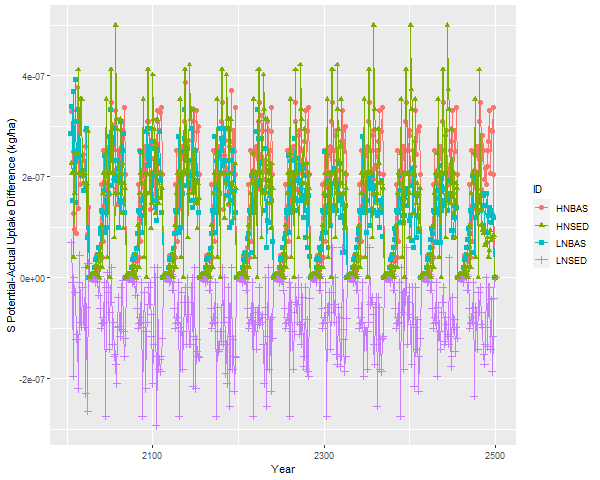 S Potential-Actual Uptake Difference (kg/ha)
4e-07
2e-07
0e+00
-2e-07
2100
2300
2500
Year
ID
HNBAS
HNSED
LNBAS
LNSED